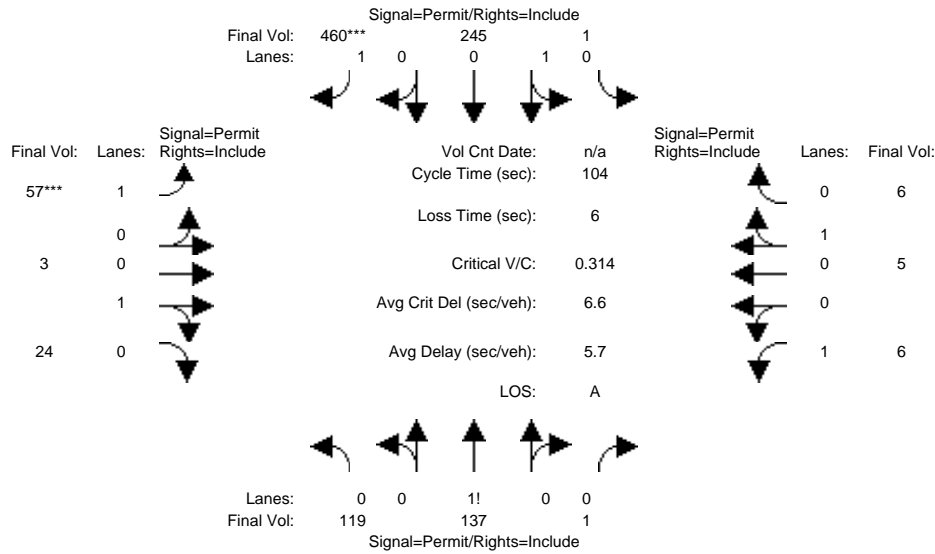 Signal=Permit/Rights=Include
Final Vol: 460*** 245 1
Lanes: 1 0 0 1 0
Signal=Permit
Final Vol: Lanes: Rights=Include
Vol Cnt Date: n/a
Signal=Permit
Rights=Include Lanes: Final Vol:
Cycle Time (sec): 104
57*** 1
0 6
Loss Time (sec): 6
0
1
3 0
Critical V/C: 0.314
0 5
1
Avg Crit Del (sec/veh): 6.6
0
24 0
Avg Delay (sec/veh): 5.7
1 6
LOS: A
Lanes: 0 0 1! 0 0
Final Vol: 119 137 1
Signal=Permit/Rights=Include